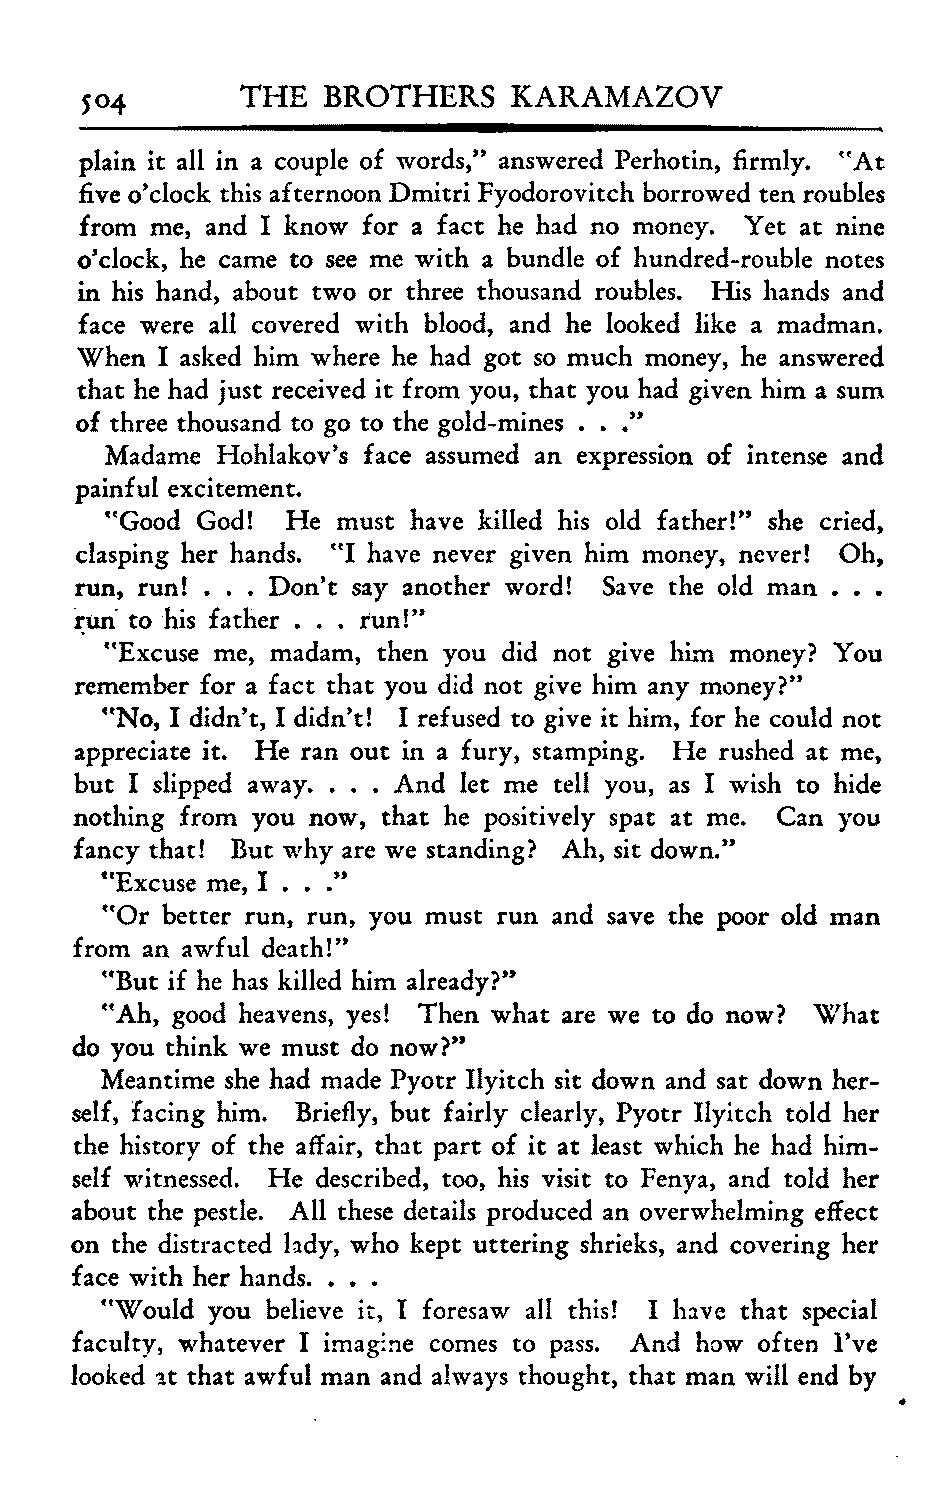 504 THE BROTHERS KARAMAZOV
plain it all in a couple of words," answered Perhotin, firmly. "At
five o'clock this afternoon Dmitri Fyodorovitch borrowed ten roubles
from me, and I know for a fact he had no money. Yet at nine
o'clock, he came to see me with a bundle of hundred-rouble notes
in his hand, about two or three thousand roubles. His hands and
face were all covered with blood, and he looked like a madman.
When I asked him where he had got so much money, he answered
that he had just received it from you, that you had given him a sum
of three thousand to go to the gold-mines . . ."
Madame Hohlakov's face assumed an expression of intense and
painful excitement.
"Good God! He must have killed his old father!" she cried,
clasping her hands. "I have never given him money, never! Oh,
run, run! . . . Don't say another word! Save the old man . . .
run to his father . . . run!"
"Excuse me, madam, then you did not give him money? You
remember for a fact that you did not give him any money?"
"No, I didn't, I didn't! I refused to give it him, for he could not
appreciate it. He ran out in a fury, stamping. He rushed at me,
but I slipped away. . . . And let me tell you, as I wish to hide
nothing from you now, that he positively spat at me. Can you
fancy that! But why are we standing? Ah, sit down."
"Excuse me, I . . ."
"Or better run, run, you must run and save the poor old man
from an awful death!"
"But if he has killed him already?"
"Ah, good heavens, yes! Then what are we to do now? What
do you think we must do now?"
Meantime she had made Pyotr Ilyitch sit down and sat down her-
self, facing him. Briefly, but fairly clearly, Pyotr Ilyitch told her
the history of the affair, that part of it at least which he had him-
self witnessed. He described, too, his visit to Fenya, and told her
about the pestle. All these details produced an overwhelming effect
on the distracted lady, who kept uttering shrieks, and covering her
face with her hands. . . .
"Would you believe it, I foresaw all this! I have that special
faculty, whatever I imagine comes to pass. And how often I've
looked at that awful man and always thought, that man will end by